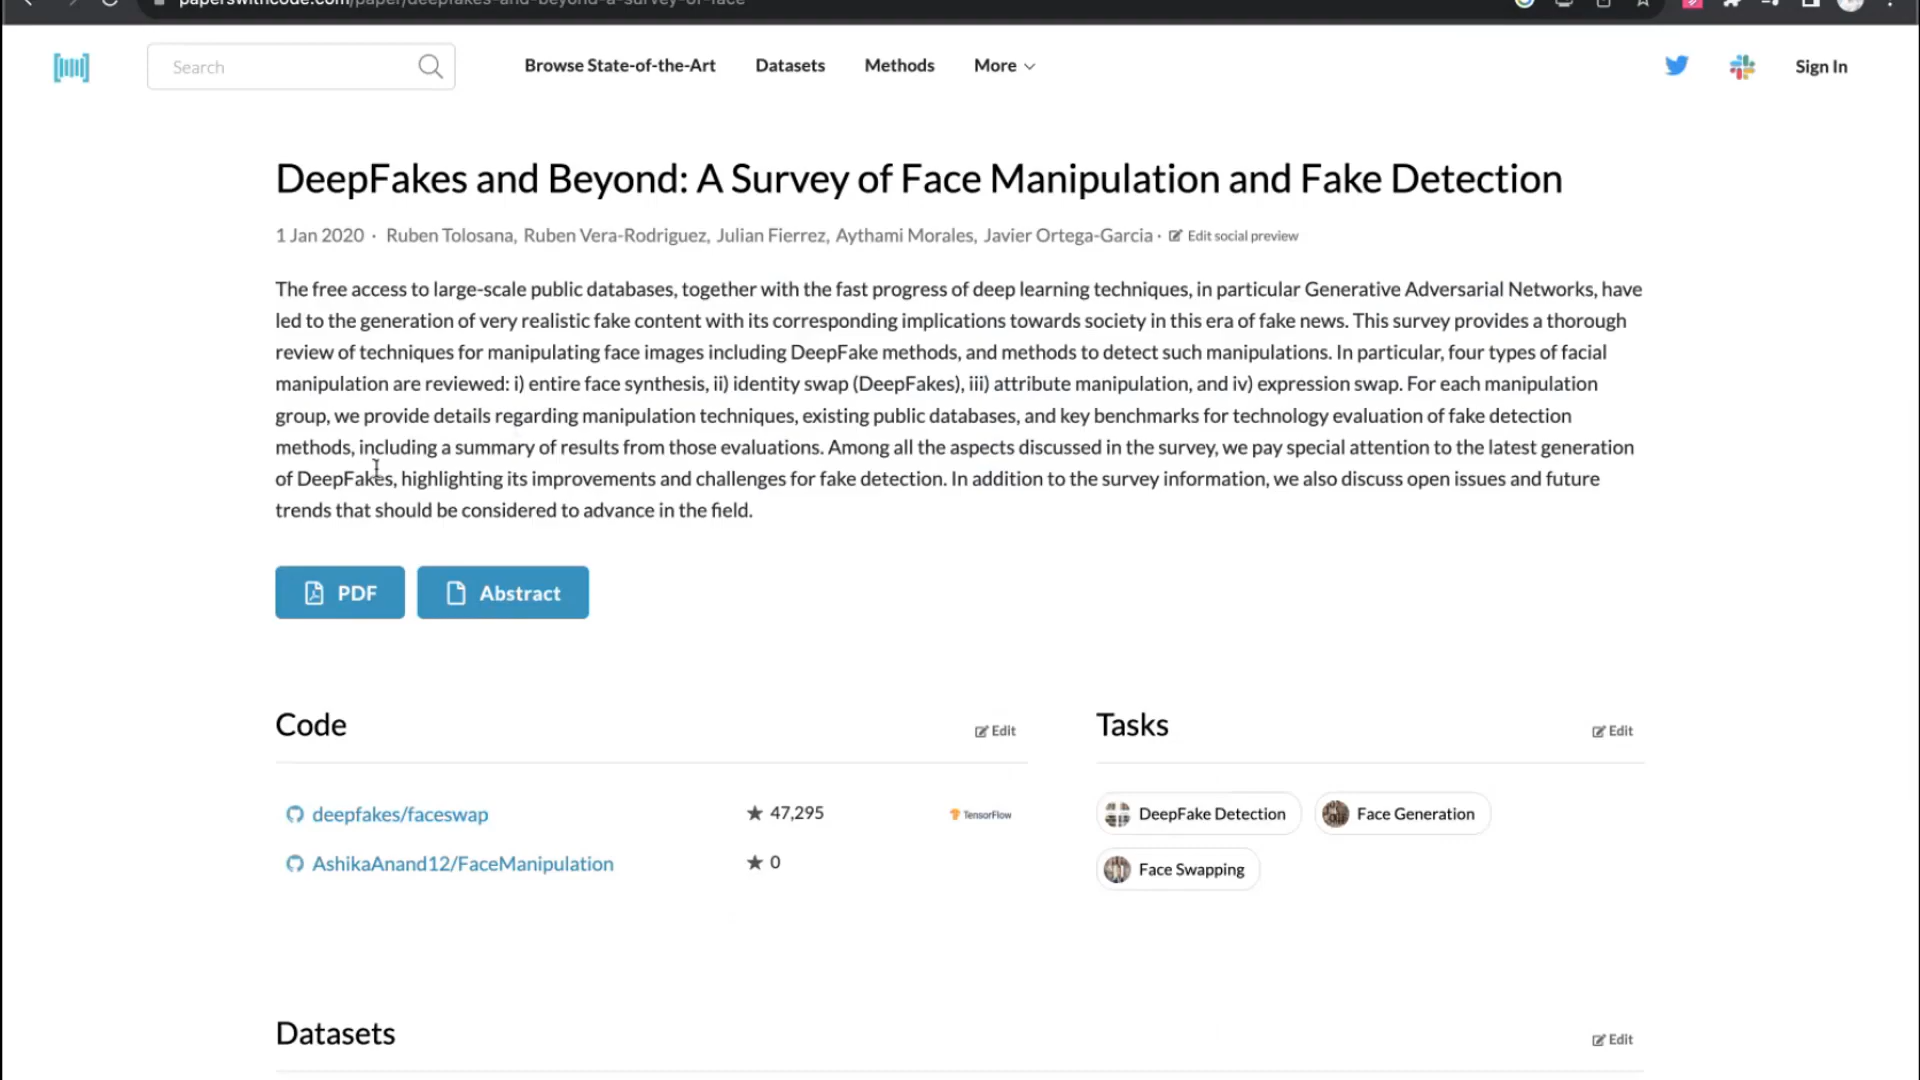 paperswithcode.com/paper/deepfakes-and-beyond-a-survey-of-face
Search
Browse State-of-the-Art
Datasets
Methods
More
Sign In
DeepFakes and Beyond: A Survey of Face Manipulation and Fake Detection
1 Jan 2020 · Ruben Tolosana, Ruben Vera-Rodriguez, Julian Fierrez, Aythami Morales, Javier Ortega-Garcia · Edit social preview
The free access to large-scale public databases, together with the fast progress of deep learning techniques, in particular Generative Adversarial Networks, have
led to the generation of very realistic fake content with its corresponding implications towards society in this era of fake news. This survey provides a thorough
review of techniques for manipulating face images including DeepFake methods, and methods to detect such manipulations. In particular, four types of facial
manipulation are reviewed: i) entire face synthesis, ii) identity swap (DeepFakes), iii) attribute manipulation, and iv) expression swap. For each manipulation
group, we provide details regarding manipulation techniques, existing public databases, and key benchmarks for technology evaluation of fake detection
methods, including a summary of results from those evaluations. Among all the aspects discussed in the survey, we pay special attention to the latest generation
of DeepFakes, highlighting its improvements and challenges for fake detection. In addition to the survey information, we also discuss open issues and future
trends that should be considered to advance in the field.
PDF
Abstract
Code
Edit
deepfakes/faceswap
47,295
TensorFlow
AshikaAnand12/FaceManipulation
0
Tasks
Edit
DeepFake Detection
Face Generation
Face Swapping
Datasets
Edit